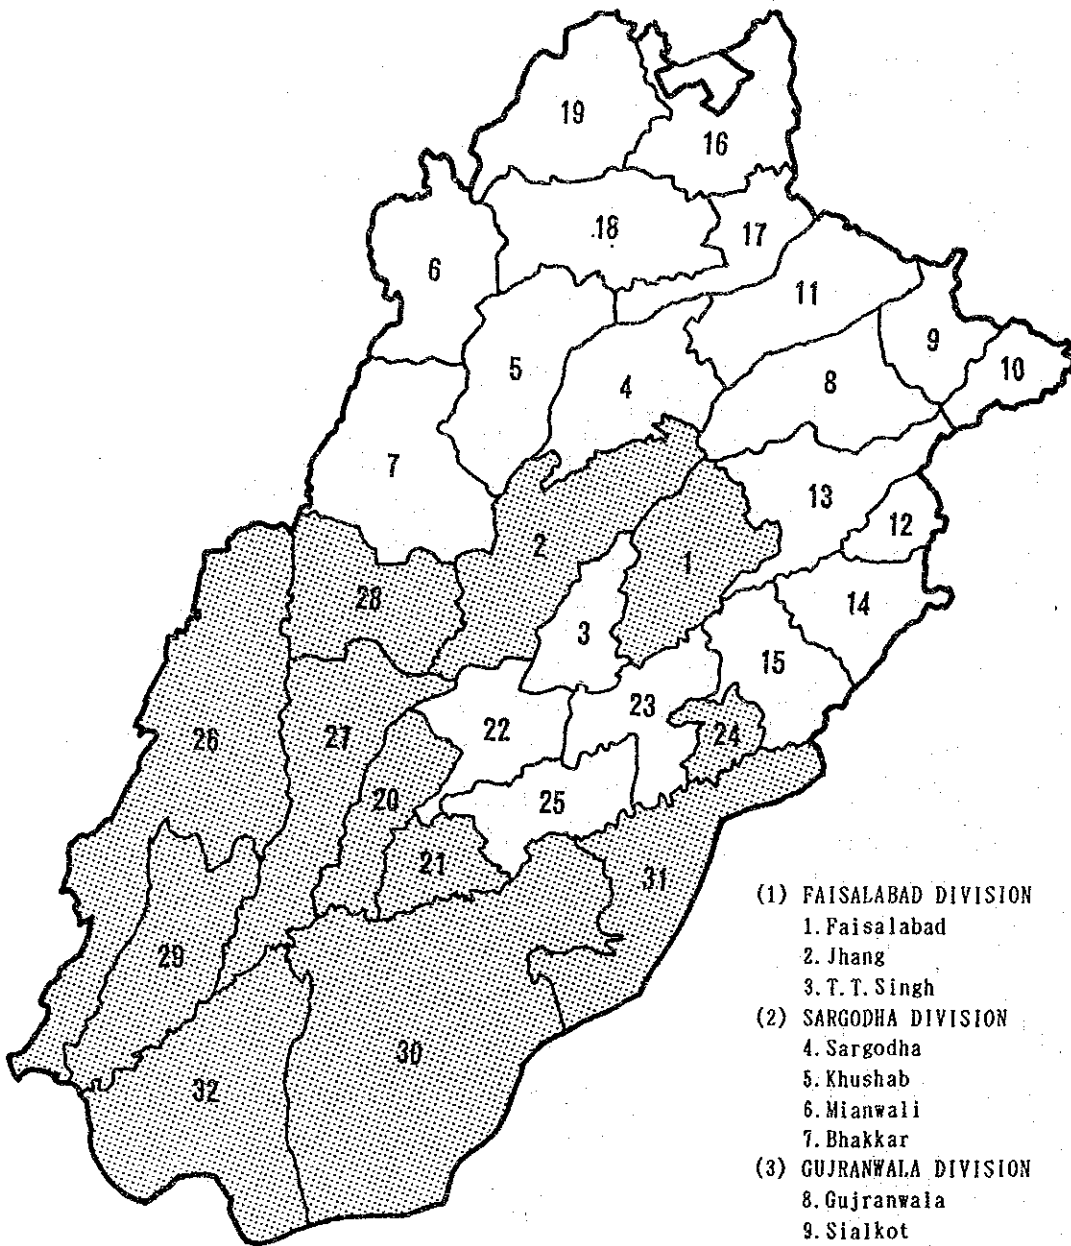 19
16
18
17
6
11
5
9
4
8
10
7
13
12
2
1
28
14
3
15
23
26
27
22
24
20
25
21
31
29
30
32
(1) FAISALABAD DIVISION
1. Faisalabad
2. Jhang
3. T. T. Singh
(2) SARGODHA DIVISION
4. Sargodha
5. Khushab
6. Mianwali
7. Bhakkar
(3) GUJRANWALA DIVISION
8. Gujranwala
9. Sialkot